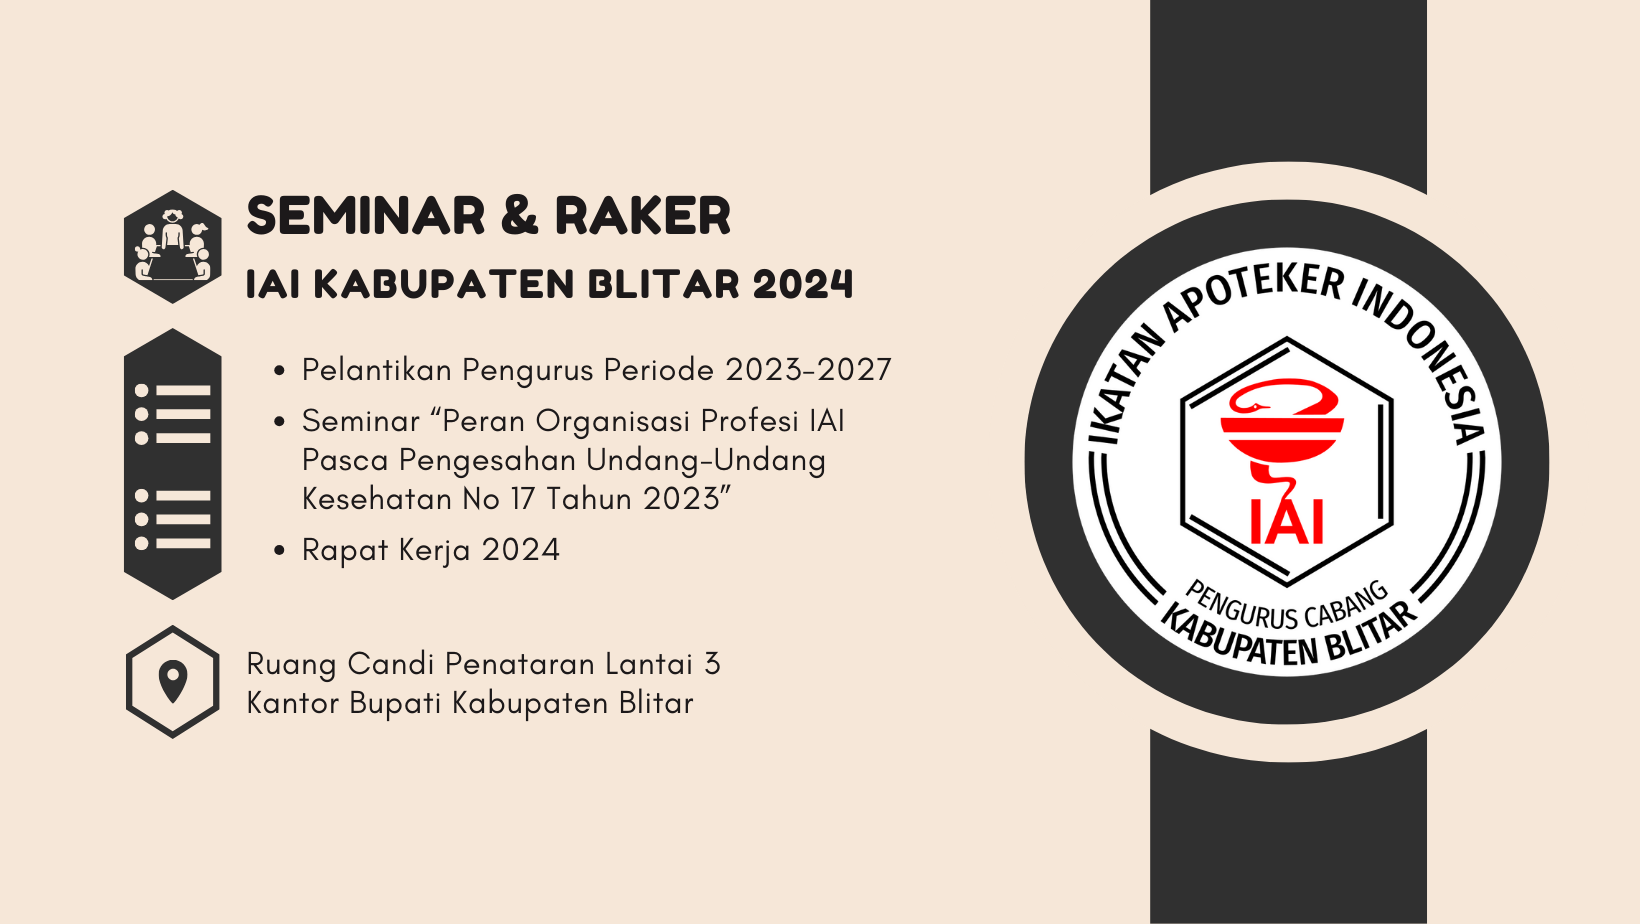 SEMINAR & RAKER
IAI KABUPATEN BLITAR 2024
• Pelantikan Pengurus Periode 2023-2027
• Seminar “Peran Organisasi Profesi IAI
Pasca Pengesahan Undang-Undang
Kesehatan No 17 Tahun 2023”
• Rapat Kerja 2024
Ruang Candi Penataran Lantai 3
Kantor Bupati Kabupaten Blitar
IKATAN APOTEKER INDONESIA
IAI
PENGURUS CABANG
KABUPATEN BLITAR